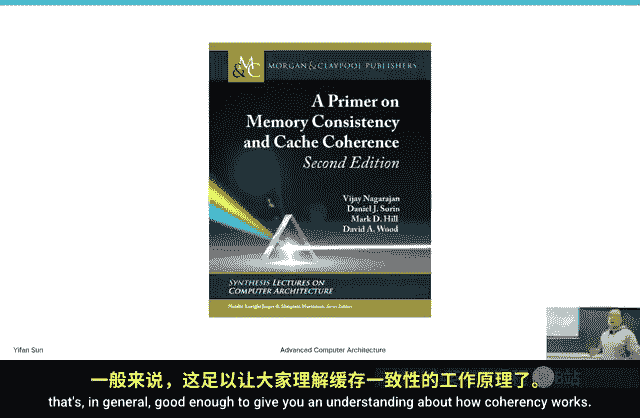 M
&C
MORGAN & CLAYPOOL PUBLISHERS
A Primer on
Memory Consistency
and Cache Coherence
Second Edition
Vijay Nagarajan
Daniel J. Sorin
Mark D. Hill
David A. Wood
SYNTHESIS LECTURES ON
COMPUTER ARCHITECTURE
Yifan Sun
Advanced Computer Architecture
一般来说，这足以让大家理解缓存一致性的工作原理了。
that's, in general, good enough to give you an understanding about how coherency works.